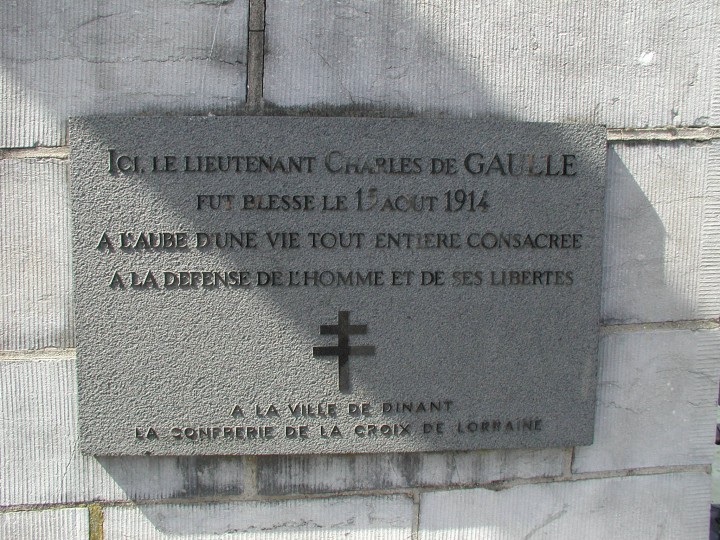 ICI, LE LIEUTENANT CHARLES DE GAULLE
FUT BLESSE LE 15 AOUT 1914
A L'AUBE D'UNE VIE TOUT ENTIERE CONSACREE
A LA DEFENSE DE L'HOMME ET DE SES LIBERTES
A LA VILLE DE DINANT
LA CONFRERIE DE LA CROIX DE LORRAINE